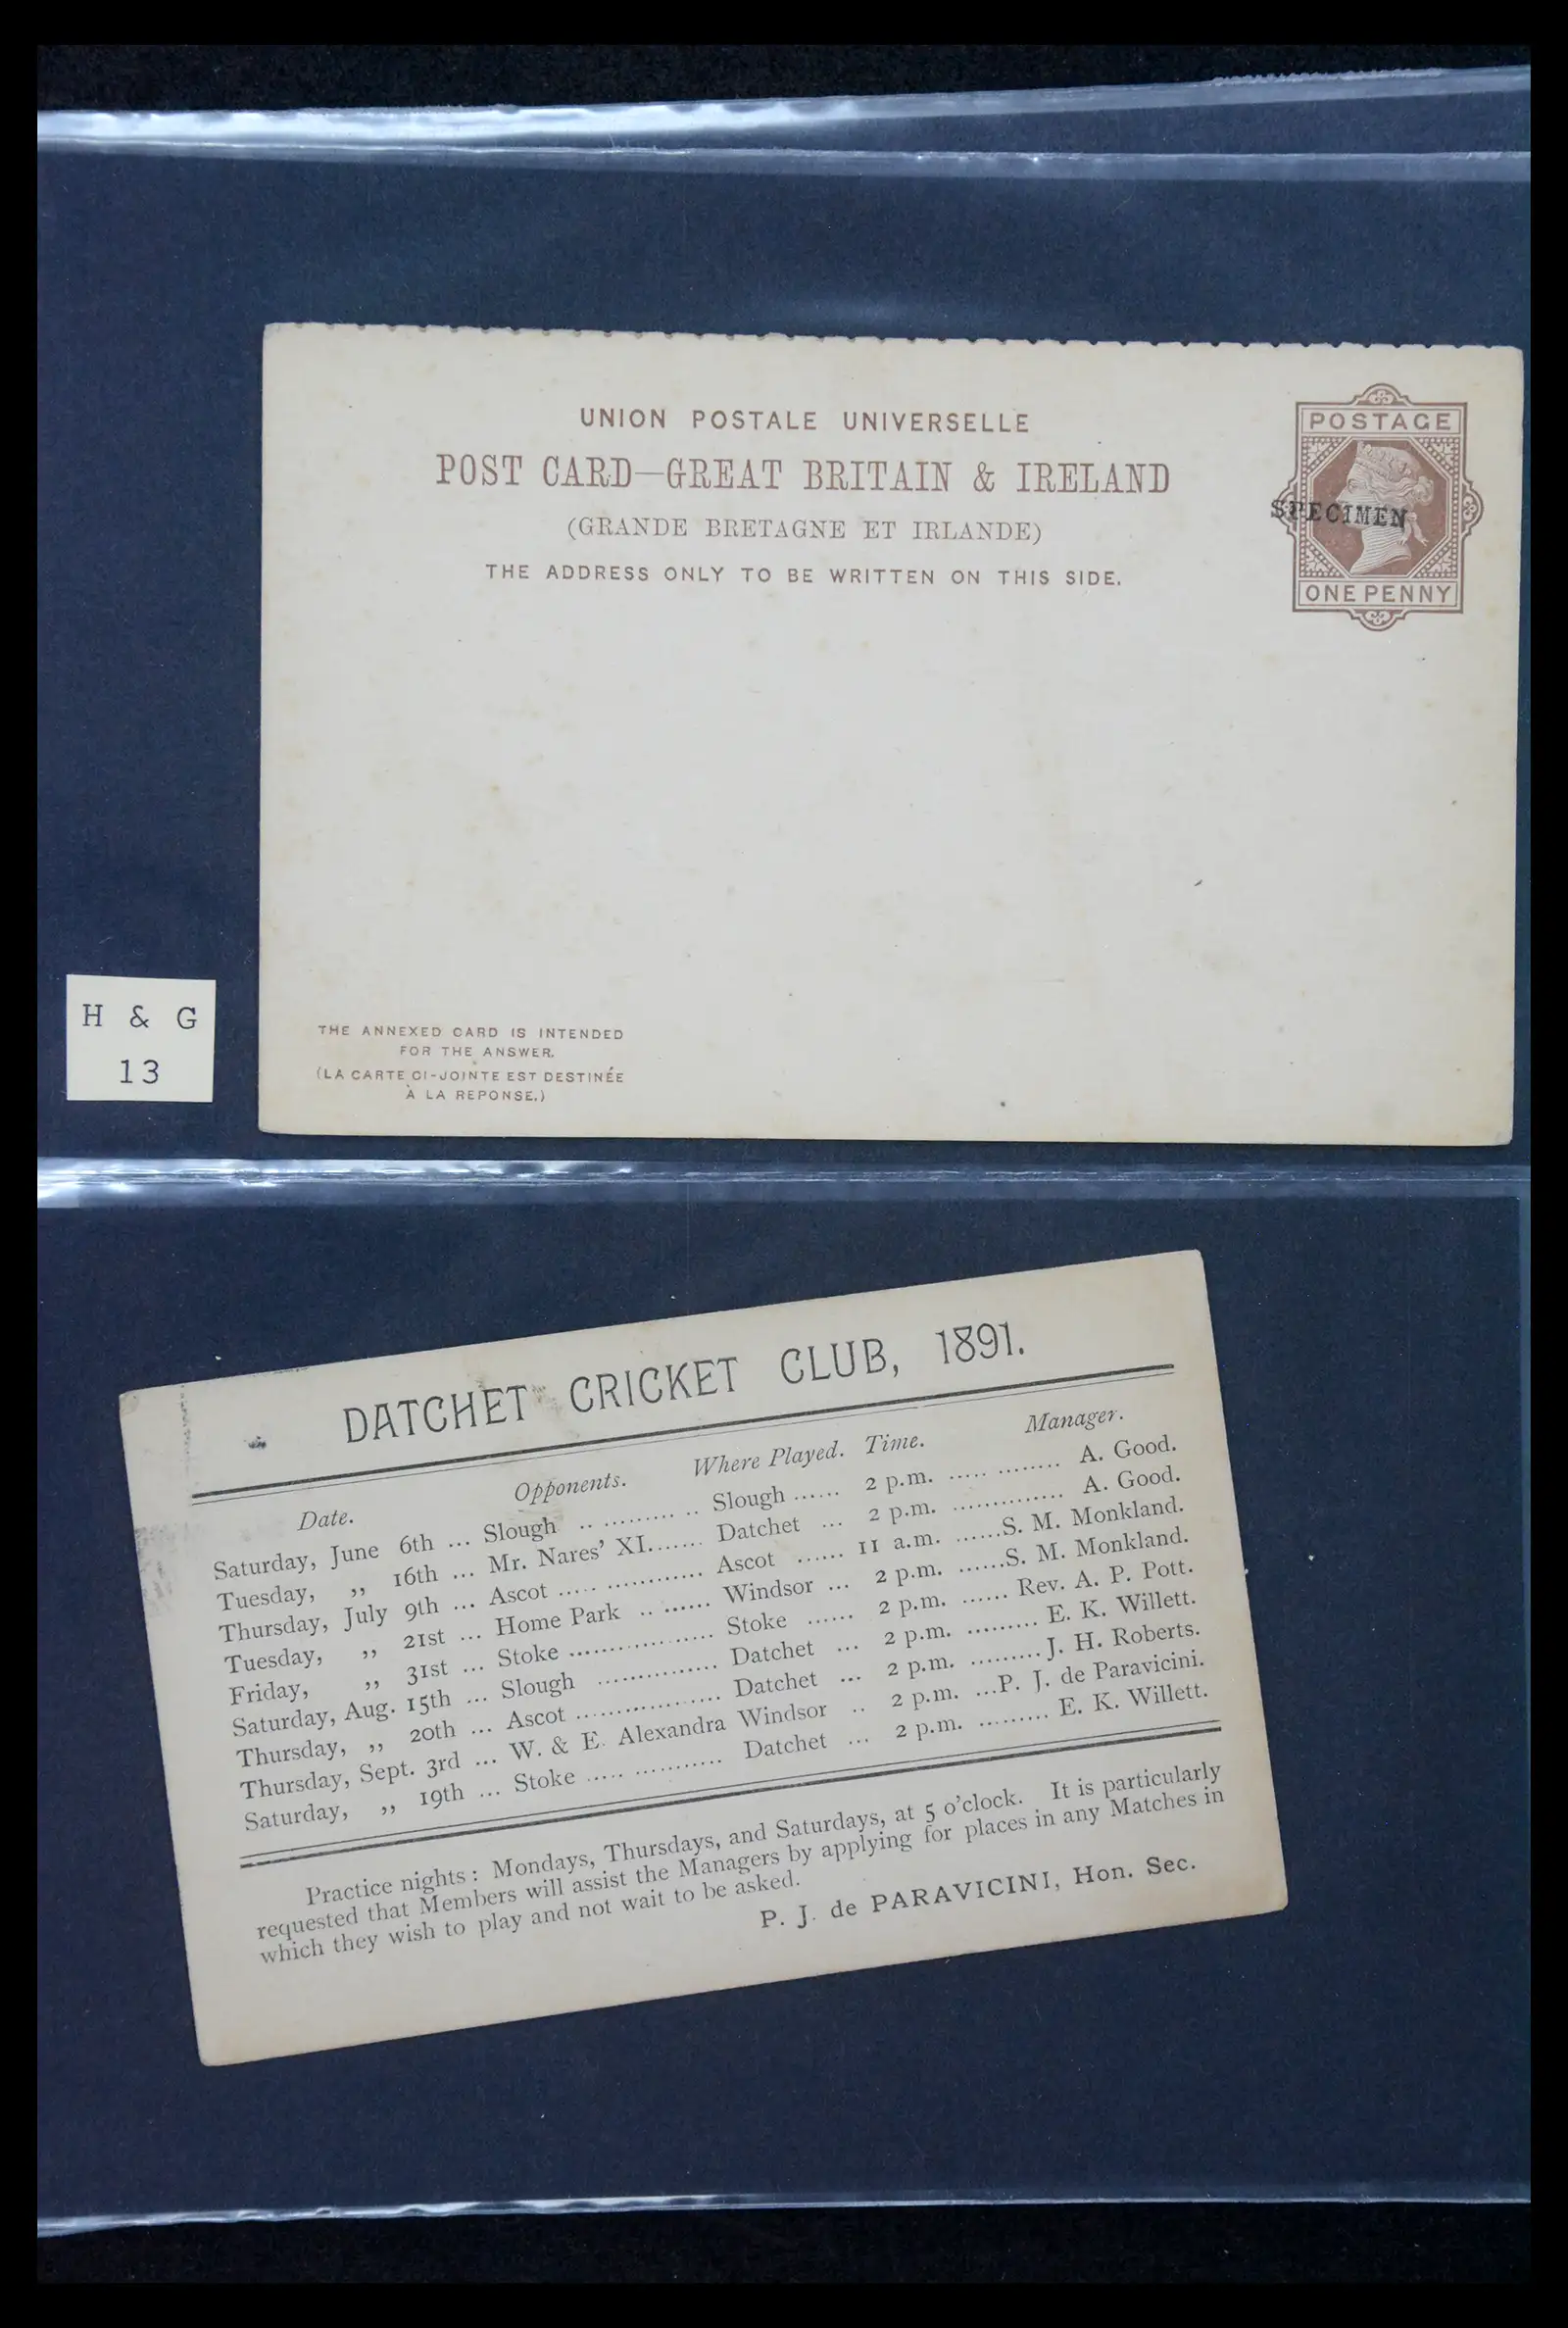 UNION POSTALE UNIVERSELLE
POST CARD—GREAT BRITAIN & IRELAND
(GRANDE BRETAGNE ET IRLANDE)
THE ADDRESS ONLY TO BE WRITTEN ON THIS SIDE.
POSTAGE
SPECIMEN
ONE PENNY
H & G
13
THE ANNEXED CARD IS INTENDED
FOR THE ANSWER.
(LA CARTE CI-JOINTE EST DESTINÉE
À LA REPONSE.)
DATCHET CRICKET CLUB, 1891.
Date. Opponents. Where Played. Time. Manager.
Saturday, June 6th ... Slough .. .......... .. Slough ...... 2 p.m. ..... ......... A. Good.
Tuesday, ,, 16th ... Mr. Nares' XI....... Datchet ... 2 p.m. ............... A. Good.
Thursday, July 9th ... Ascot ..... ............. Ascot ...... 11 a.m. ......S. M. Monkland.
Tuesday, ,, 21st ... Home Park .. ...... Windsor ... 2 p.m. ......S. M. Monkland.
Friday, ,, 31st ... Stoke .................... Stoke ...... 2 p.m. ...... Rev. A. P. Pott.
Saturday, Aug. 15th ... Slough ............... Datchet ... 2 p.m. ......... E. K. Willett.
Thursday, ,, 20th ... Ascot .................... Datchet ... 2 p.m. ..........J. H. Roberts.
Thursday, Sept. 3rd ... W. & E. Alexandra Windsor .. 2 p.m. ...P. J. de Paravicini.
Saturday, ,, 19th ... Stoke ..... ............ Datchet ... 2 p.m. ......... E. K. Willett.
Practice nights: Mondays, Thursdays, and Saturdays, at 5 o'clock. It is particularly
requested that Members will assist the Managers by applying for places in any Matches in
which they wish to play and not wait to be asked.
P. J. de PARAVICINI, Hon. Sec.